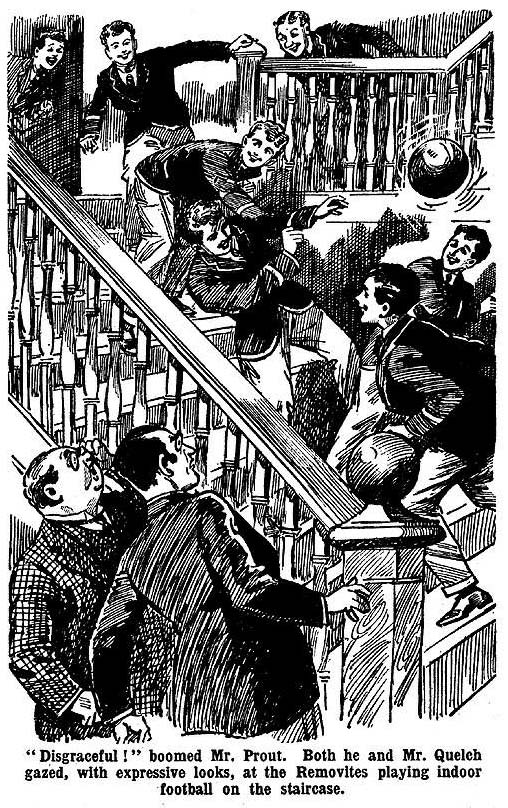 "Disgraceful!" boomed Mr. Prout. Both he and Mr. Quelch
gazed, with expressive looks, at the Removites playing indoor
football on the staircase.